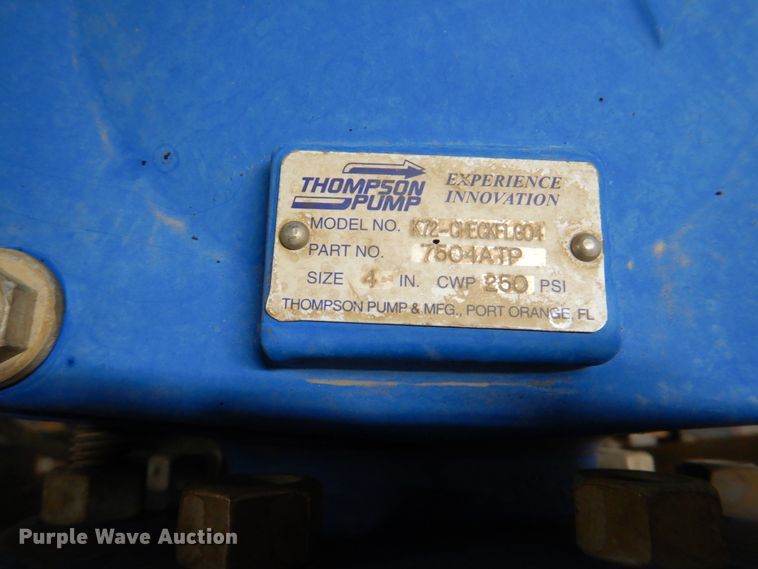 THOMPSON
PUMP
EXPERIENCE
INNOVATION
MODEL NO. K72-CHECKFLG04
PART NO. 7504ATP
SIZE 4 IN. CWP 250 PSI
THOMPSON PUMP & MFG., PORT ORANGE, FL
Purple Wave Auction